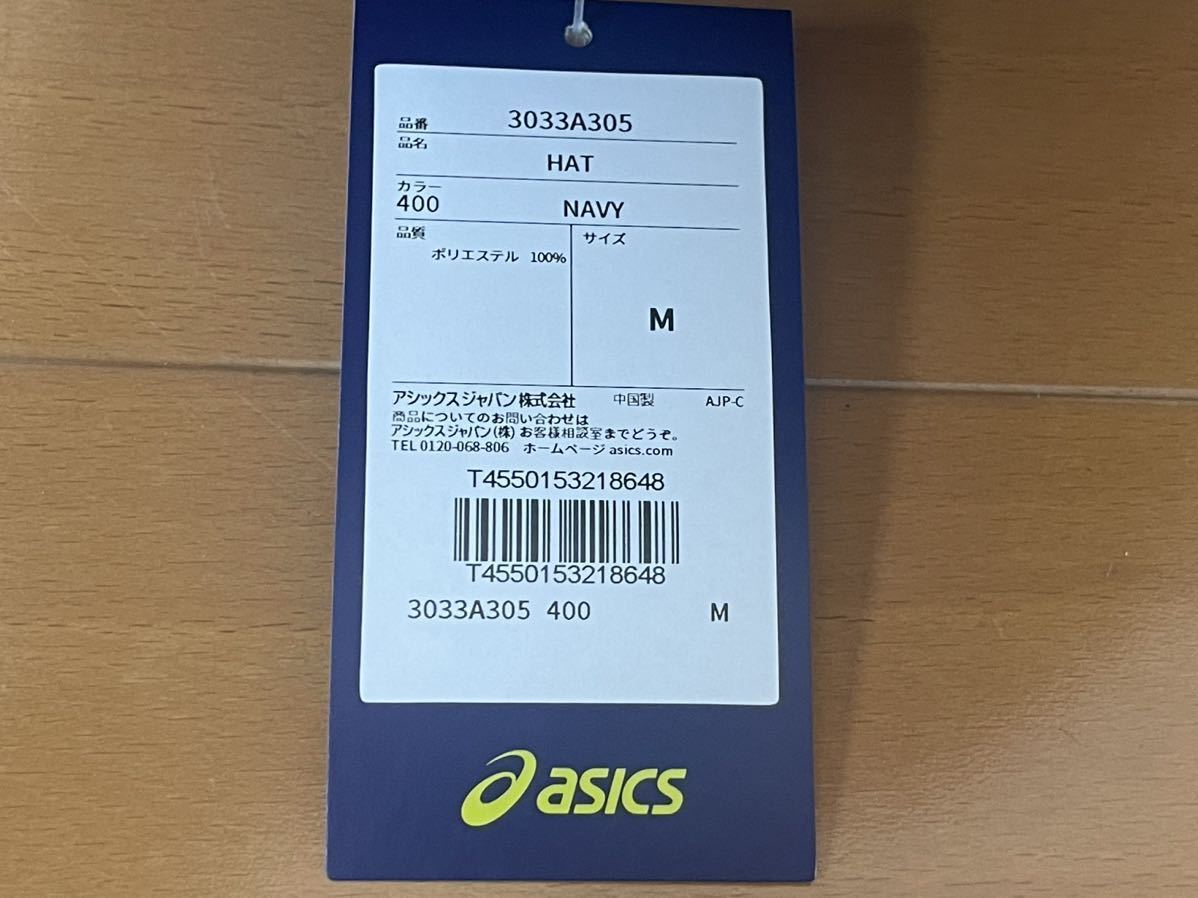 品番 3033A305
品名
HAT
カラー
400 NAVY
品質
ポリエステル 100%
サイズ
M
アシックスジャパン株式会社 中国製 AJP-C
商品についてのお問い合わせは
アシックスジャパン(株)お客様相談室までどうぞ。
TEL 0120-068-806 ホームページ asics.com
T4550153218648
T4550153218648
3033A305 400 M
asics